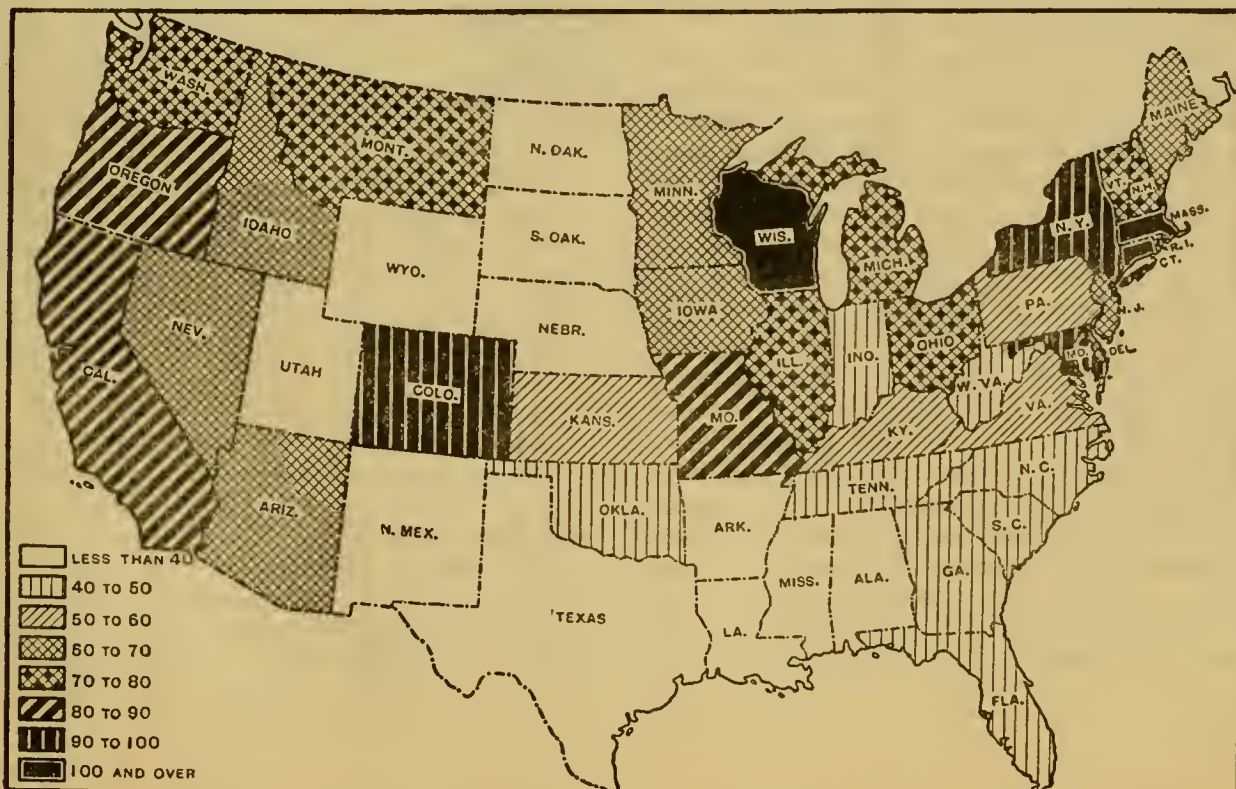 WASH.
MONT.
N. DAK.
MINN.
MAINE
OREGON
IDAHO
S. DAK.
WIS.
MICH.
VT.
N.H.
N.Y.
MASS.
R.I.
CT.
WYO.
NEBR.
IOWA
PA.
N.J.
NEV.
UTAH
COLO.
ILL.
IND.
OHIO
MD.
DEL.
CAL.
KANS.
MO.
W. VA.
VA.
KY.
N.C.
TENN.
ARIZ.
N. MEX.
OKLA.
ARK.
S. C.
MISS.
ALA.
GA.
TEXAS
LA.
FLA.
LESS THAN 40
40 TO 50
50 TO 60
60 TO 70
70 TO 80
80 TO 90
90 TO 100
100 AND OVER